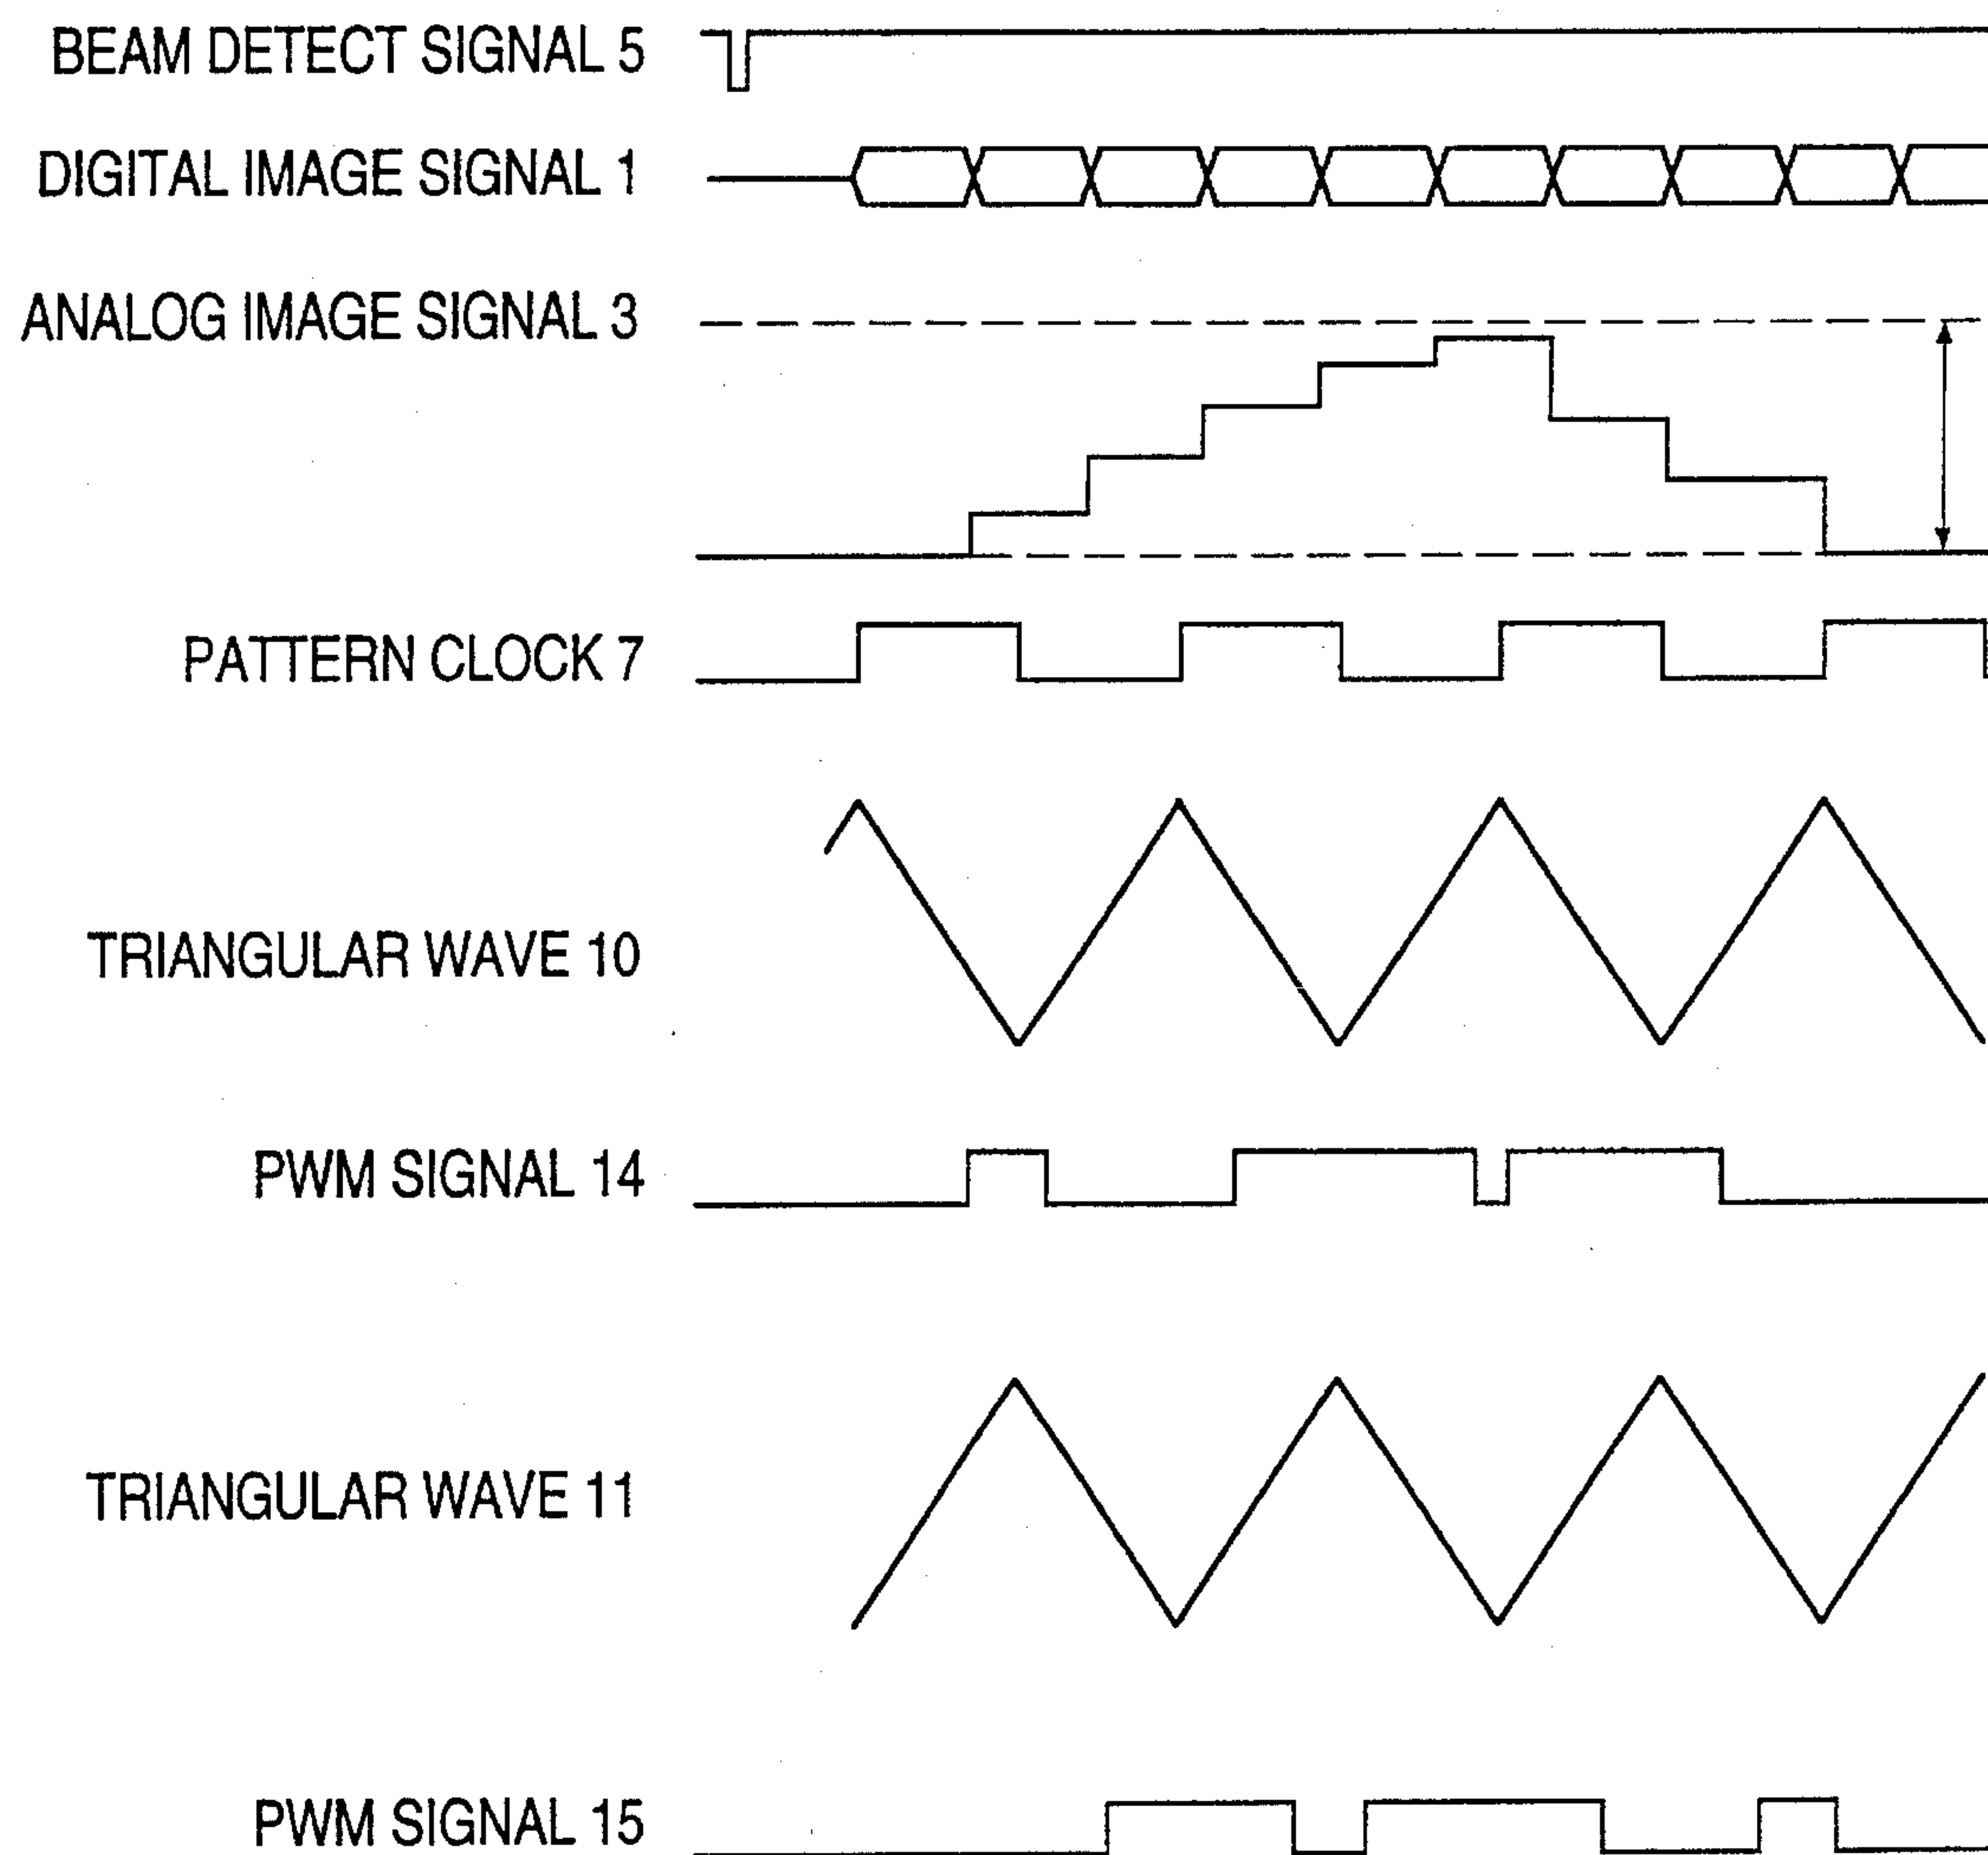 BEAM DETECT SIGNAL 5
DIGITAL IMAGE SIGNAL 1
ANALOG IMAGE SIGNAL 3
PATTERN CLOCK 7
TRIANGULAR WAVE 10
PWM SIGNAL 14
TRIANGULAR WAVE 11
PWM SIGNAL 15